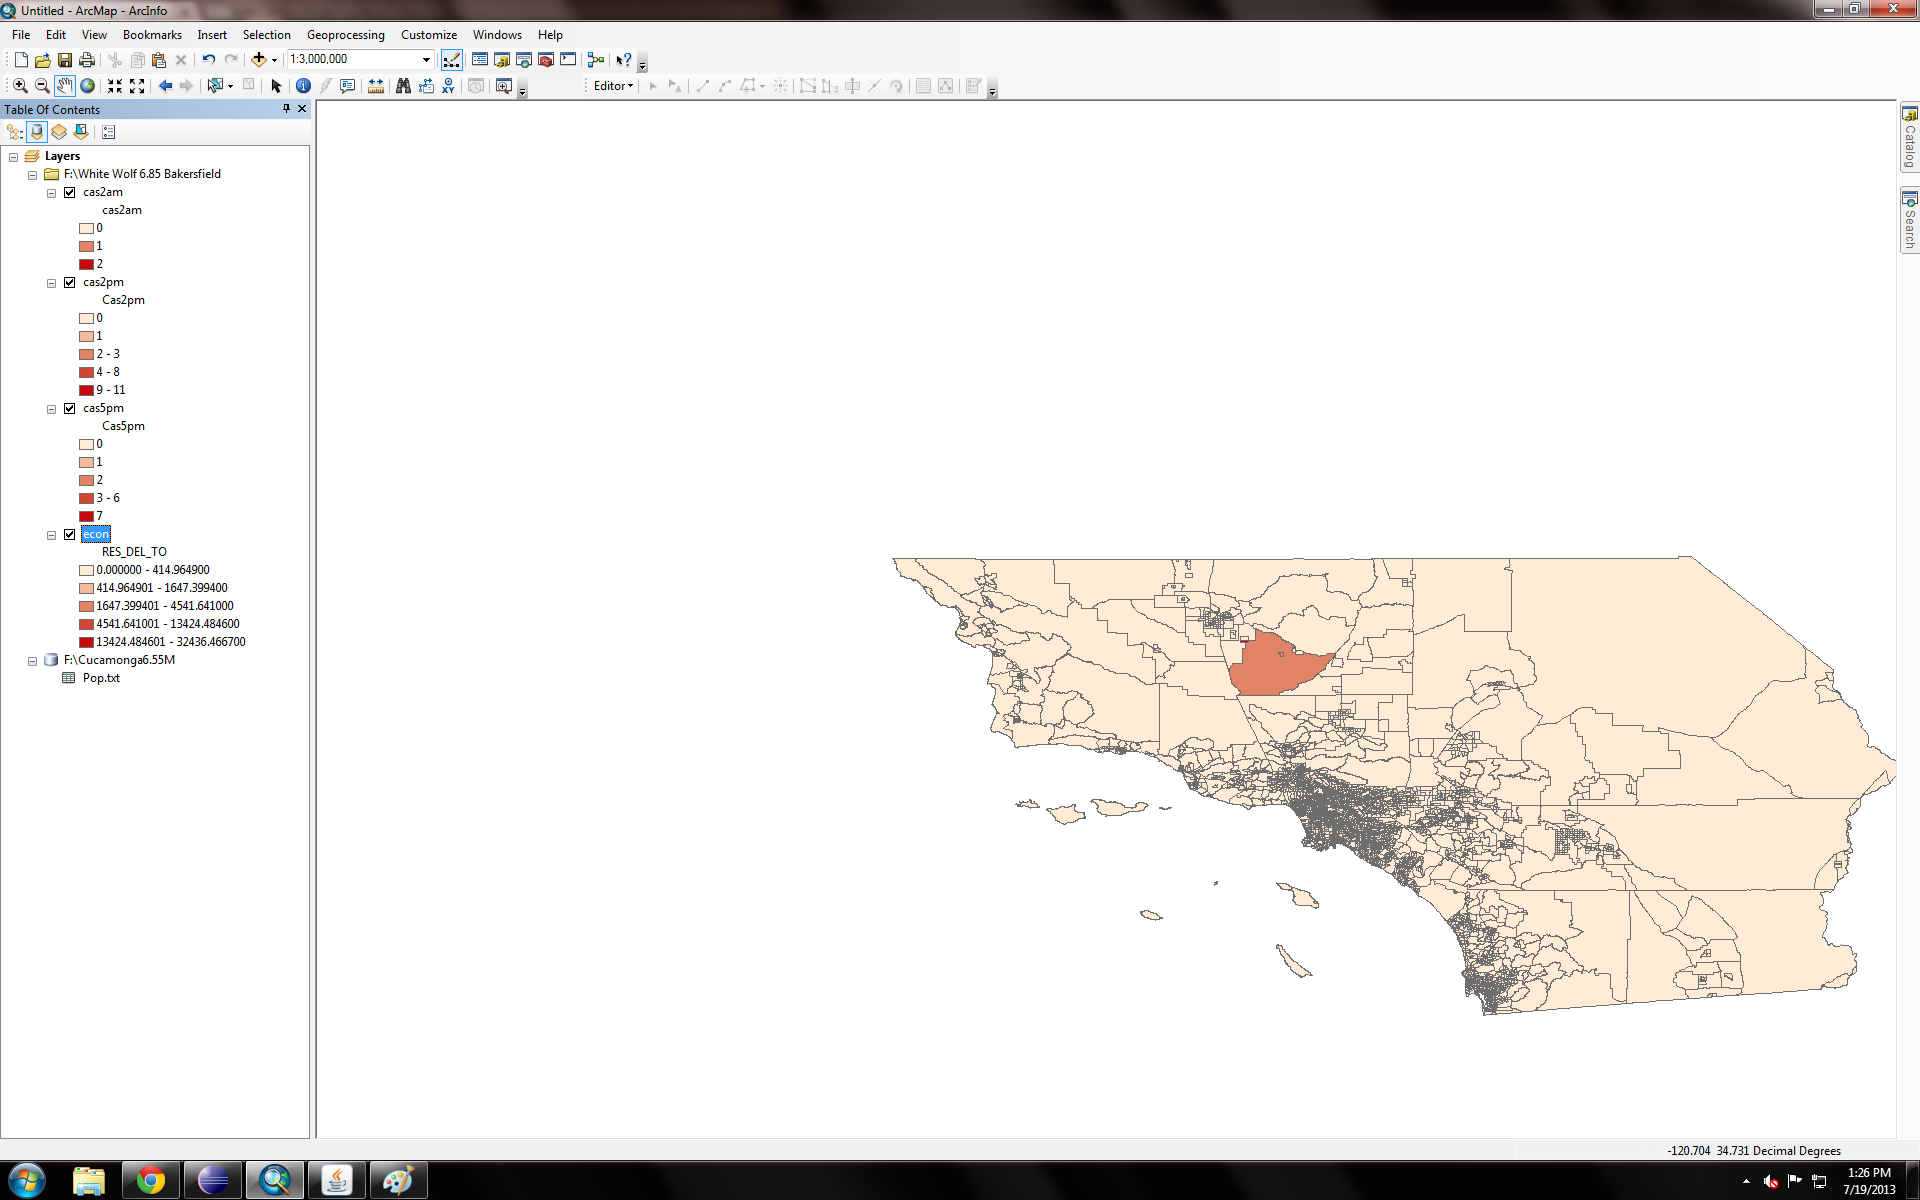 Untitled - ArcMap - ArcInfo
File Edit View Bookmarks Insert Selection Geoprocessing Customize Windows Help
1:3,000,000
XY
Editor
Table Of Contents
Layers
F:\White Wolf 6.85 Bakersfield
cas2am
cas2am
0
1
2
cas2pm
Cas2pm
0
1
2 - 3
4 - 8
9 - 11
cas5pm
Cas5pm
0
1
2
3 - 6
7
econ
RES_DEL_TO
0.000000 - 414.964900
414.964901 - 1647.399400
1647.399401 - 4541.641000
4541.641001 - 13424.484600
13424.484601 - 32436.466700
F:\Cucamonga6.55M
Pop.txt
Catalog
Search
-120.704 34.731 Decimal Degrees
1:26 PM
7/19/2013